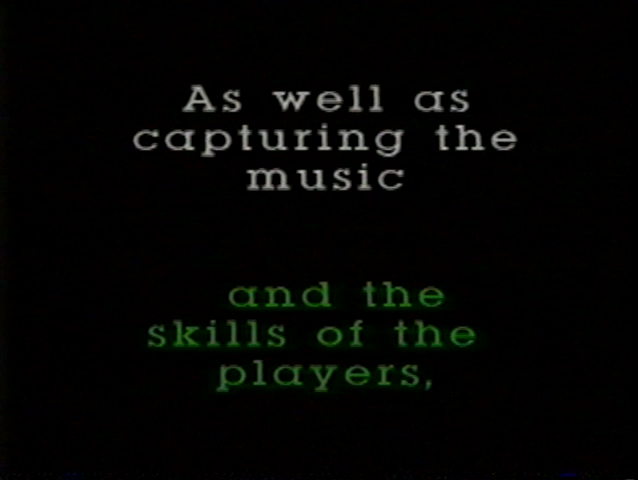 As well as
capturing the
music
and the
skills of the
players,